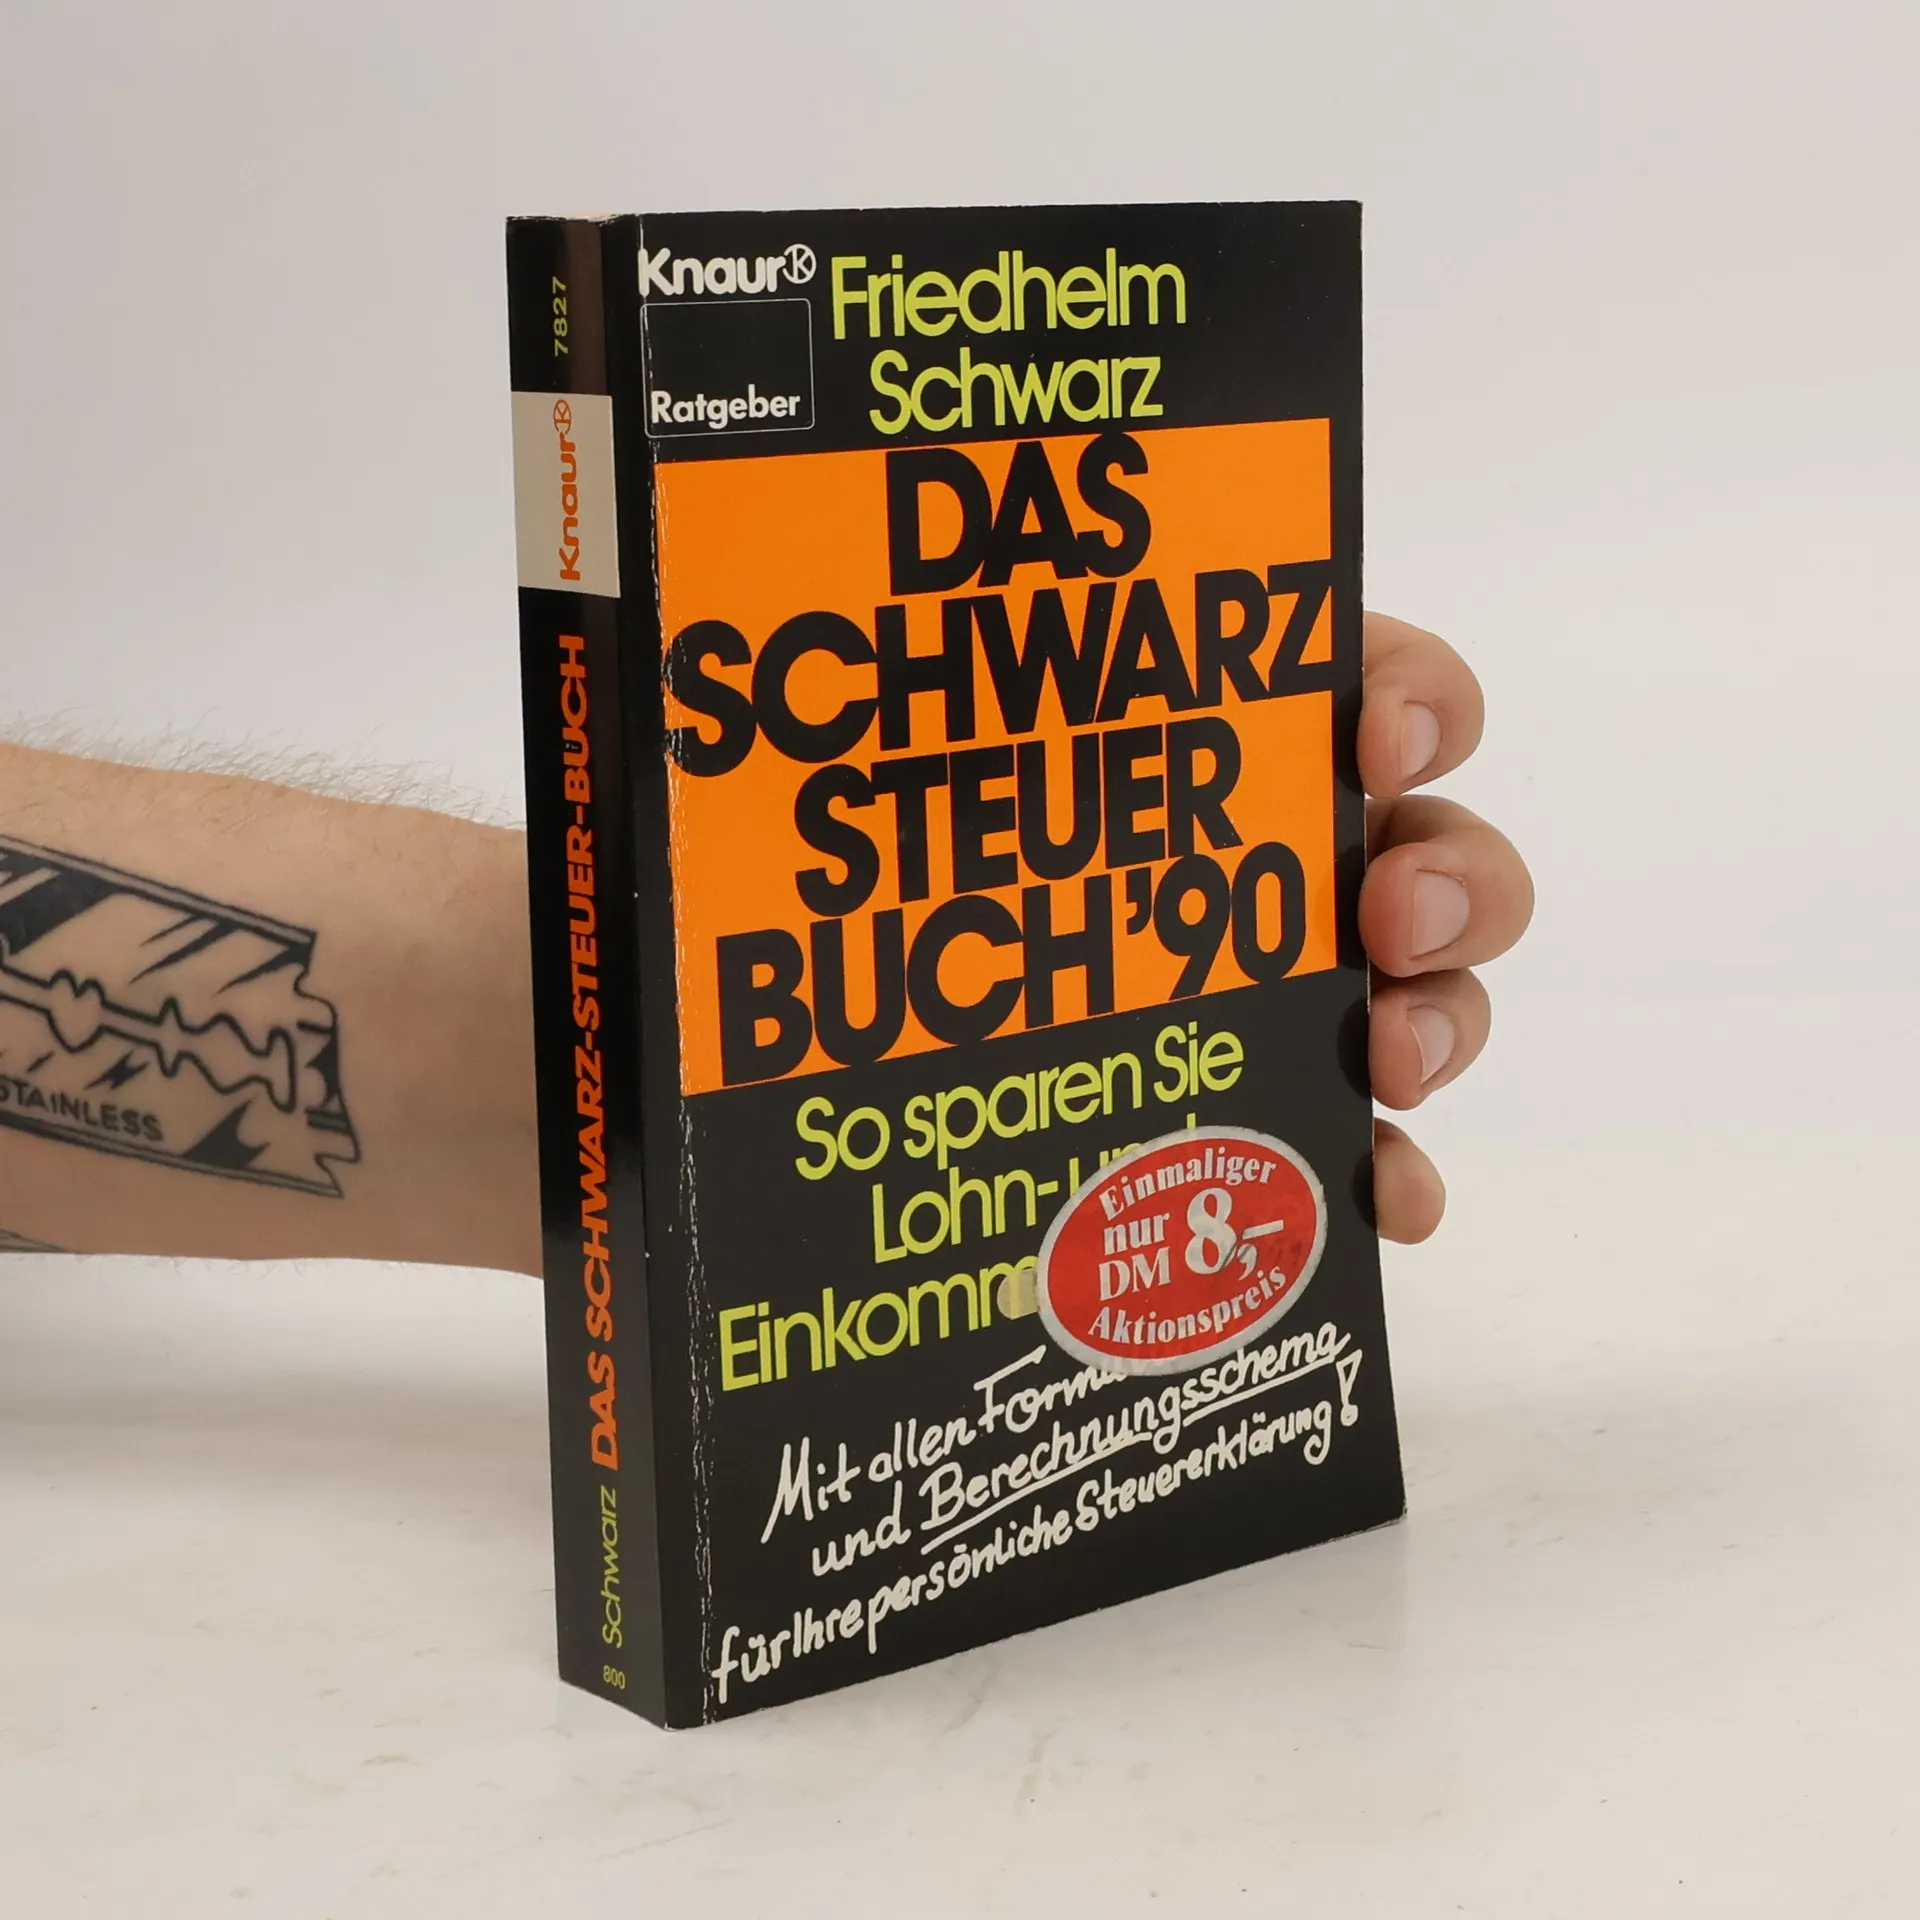 Knaur
Ratgeber
Friedhelm
Schwarz
DAS
SCHWARZ
STEUER
BUCH '90
So sparen Sie
Lohn-
Einmaliger
nur
DM 8,-
Aktionspreis
Mit allen
und Berechnungsschema
für Ihre persönliche Steuererklärung!
7827
Knaur
Schwarz DAS SCHWARZ-STEUER-BUCH
800
STAINLESS